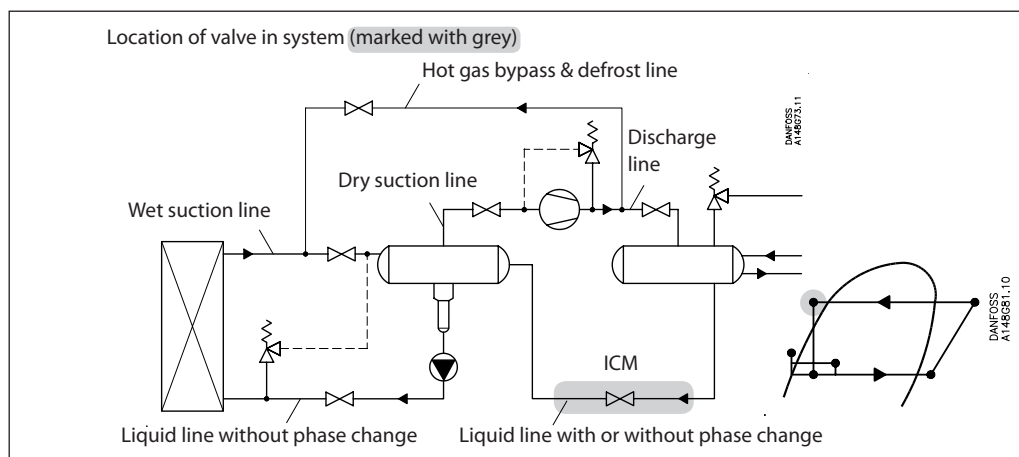 Location of valve in system (marked with grey)
Hot gas bypass & defrost line
DANFOSS
A148G73.11
Discharge
line
Dry suction line
Wet suction line
DANFOSS
A148G81.10
ICM
Liquid line without phase change
Liquid line with or without phase change